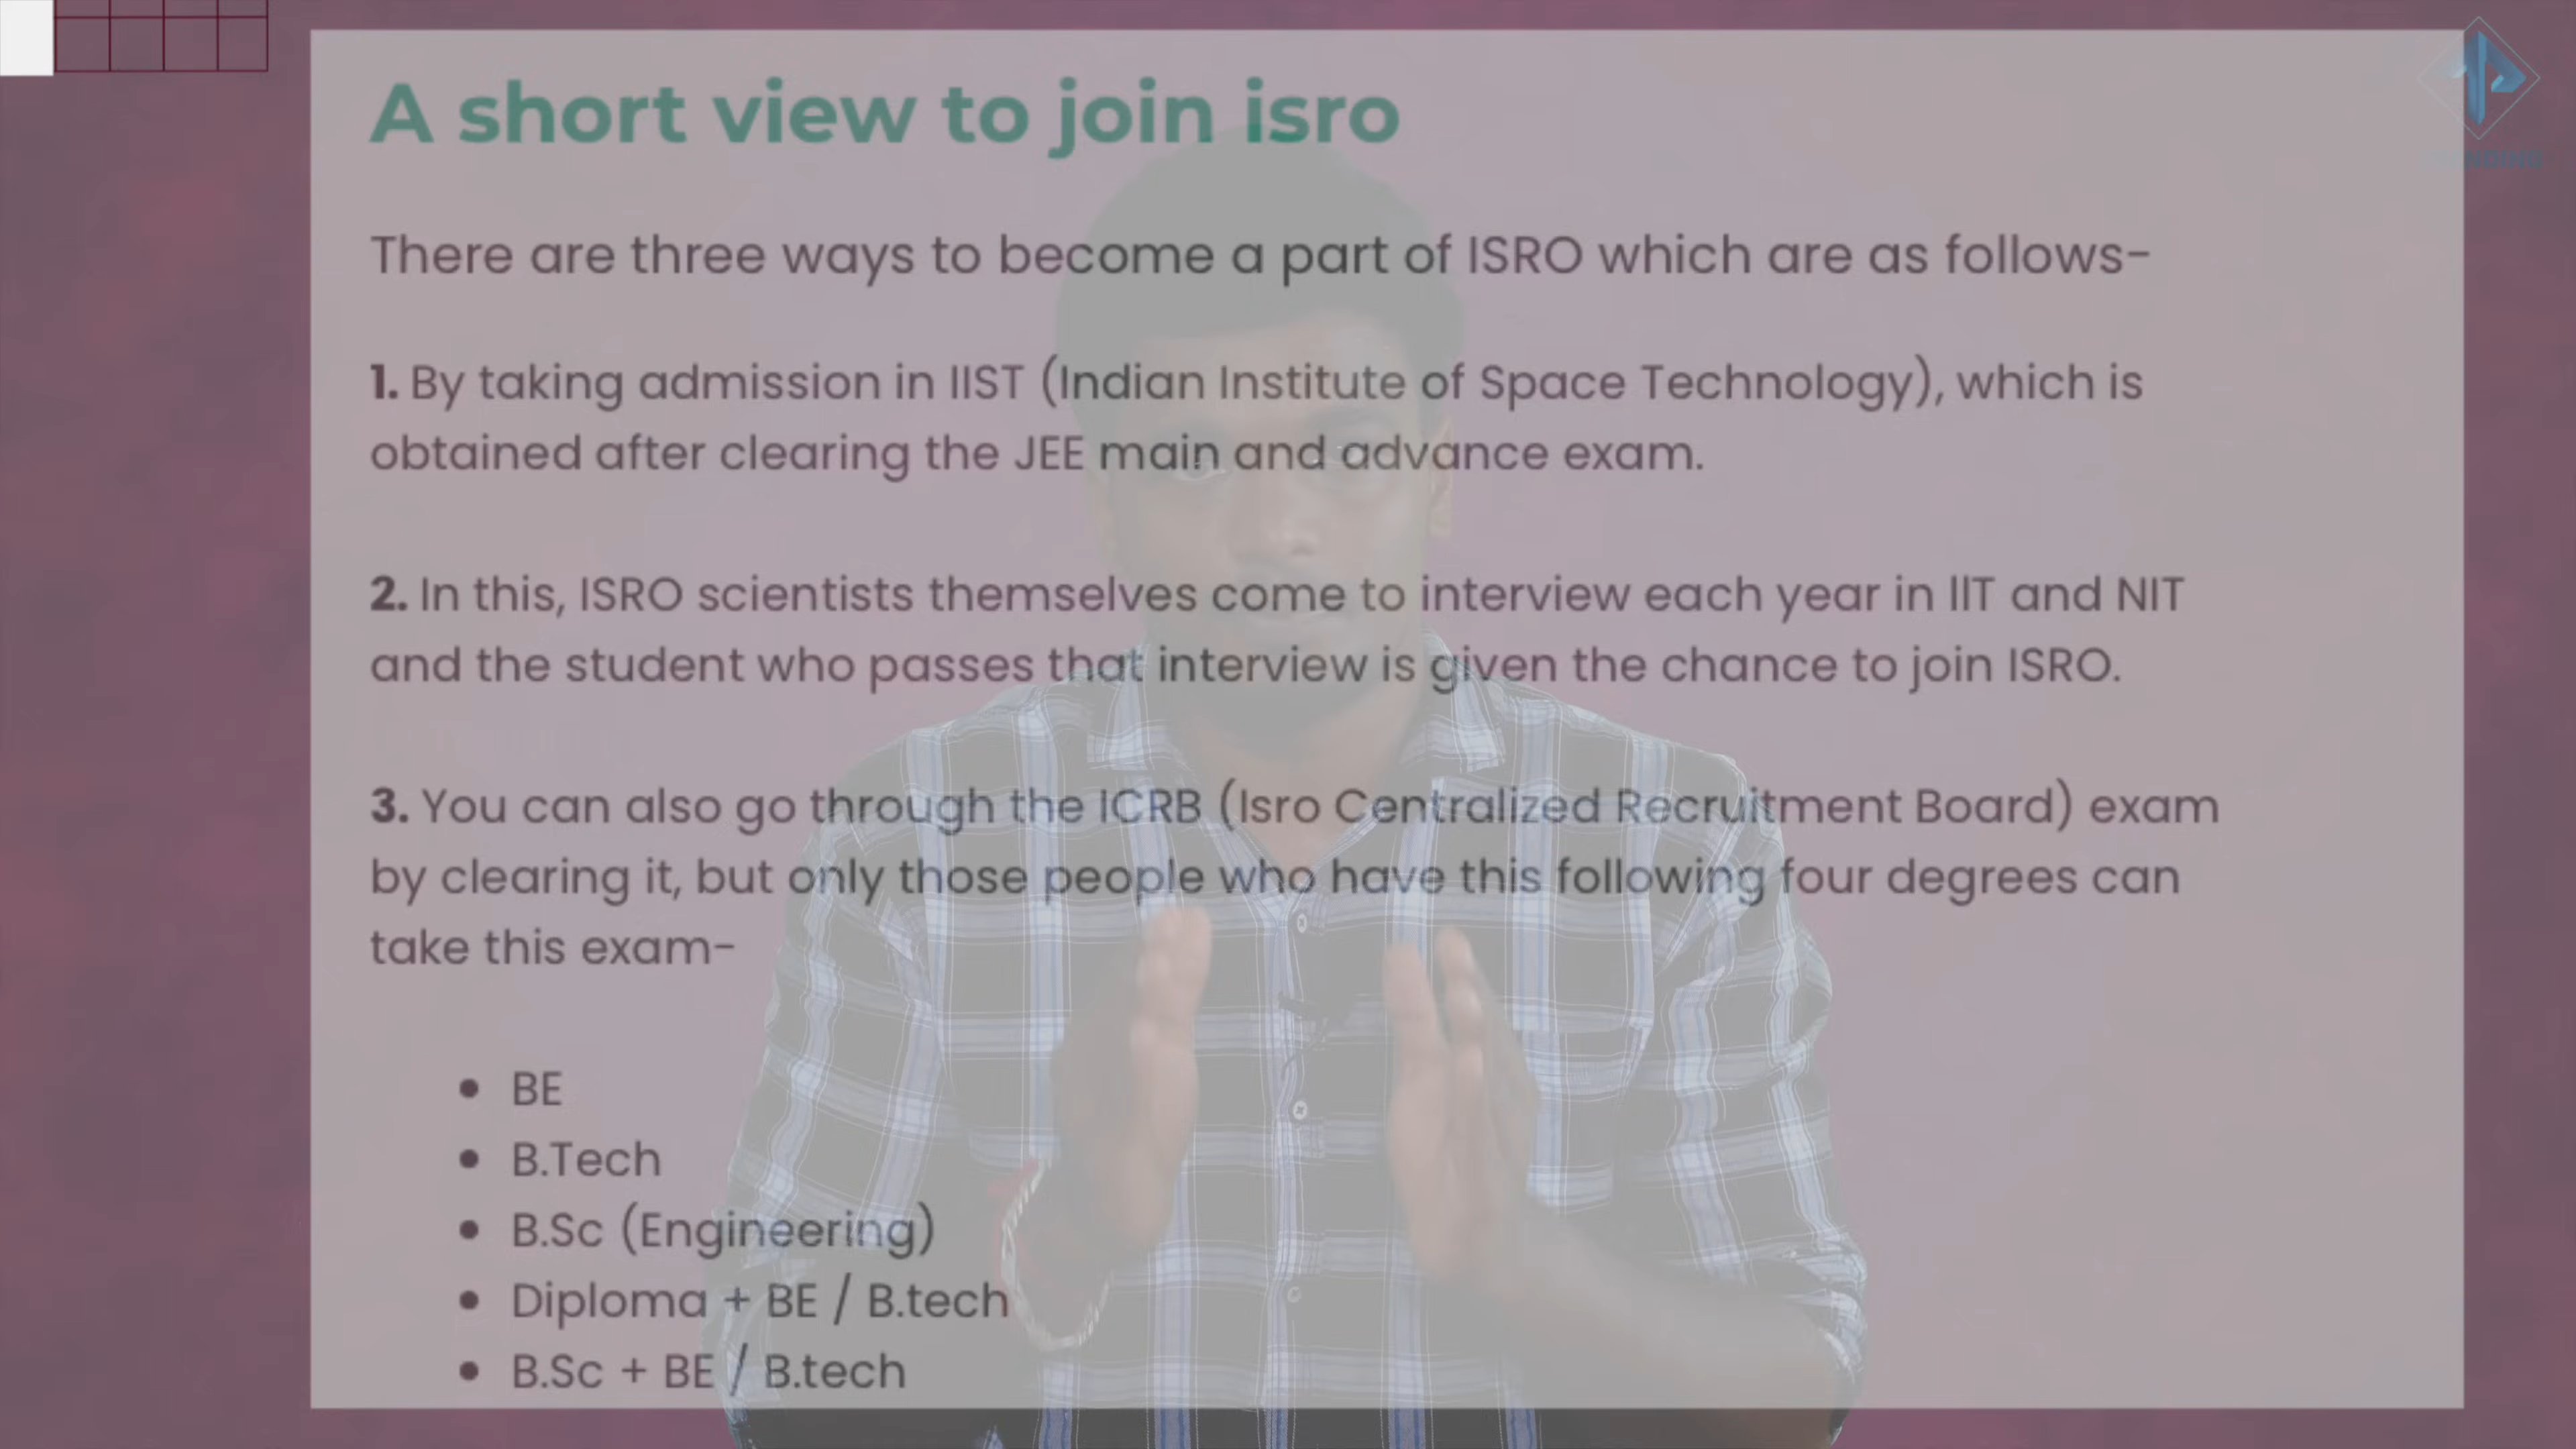 A short view to join isro
There are three ways to become a part of ISRO which are as follows-
1. By taking admission in IIST (Indian Institute of Space Technology), which is
obtained after clearing the JEE main and advance exam.
2. In this, ISRO scientists themselves come to interview each year in IIT and NIT
and the student who passes that interview is given the chance to join ISRO.
3. You can also go through the ICRB (Isro Centralized Recruitment Board) exam
by clearing it, but only those people who have this following four degrees can
take this exam-
• BE
• B.Tech
• B.Sc (Engineering)
• Diploma + BE / B.tech
• B.Sc + BE / B.tech